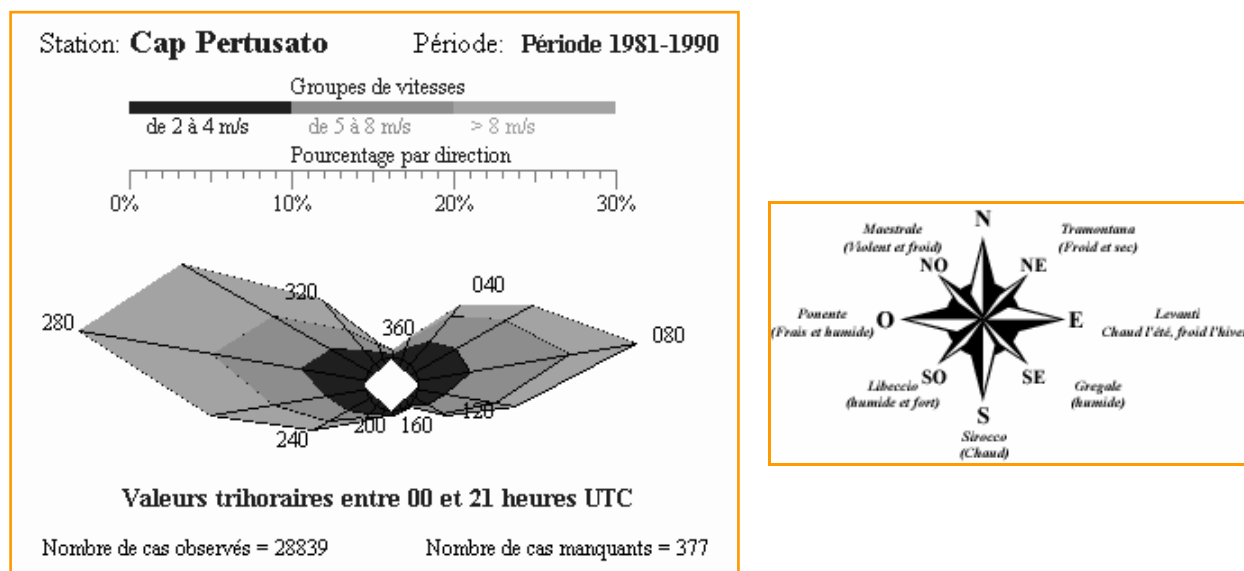 Station: Cap Pertusato Période: Période 1981-1990
Groupes de vitesses
de 2 à 4 m/s de 5 à 8 m/s > 8 m/s
Pourcentage par direction
0% 10% 20% 30%
320 040
280 360 080
240 200 160 120
Valeurs trihoraires entre 00 et 21 heures UTC
Nombre de cas observés = 28839 Nombre de cas manquants = 377
N
Maestrale
(Violent et froid)
Tramontana
(Froid et sec)
NO NE
Ponente
(Frais et humide)
O E
Levanti
Chaud l'été, froid l'hiver
SO SE
Libeccio
(humide et fort)
Gregale
(humide)
S
Sirocco
(Chaud)